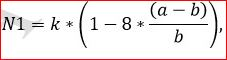 N1 = k * (1 − 8 * (a − b)/b),